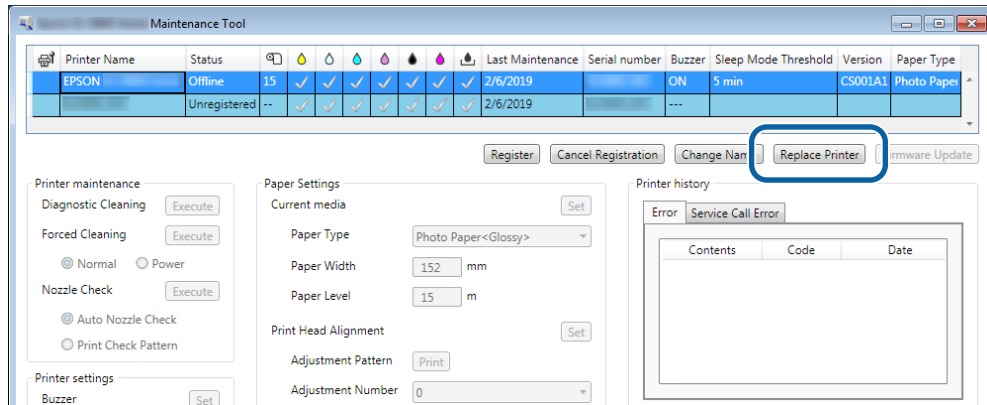 Maintenance Tool
Printer Name Status Last Maintenance Serial number Buzzer Sleep Mode Threshold Version Paper Type
EPSON Offline 15 2/6/2019 ON 5 min CS001A1 Photo Paper
Unregistered -- 2/6/2019 ---
Register Cancel Registration Change Name Replace Printer Firmware Update
Printer maintenance
Diagnostic Cleaning Execute
Forced Cleaning Execute
Normal Power
Nozzle Check Execute
Auto Nozzle Check
Print Check Pattern
Printer settings
Buzzer Set
Paper Settings
Current media Set
Paper Type Photo Paper<Glossy>
Paper Width 152 mm
Paper Level 15 m
Print Head Alignment Set
Adjustment Pattern Print
Adjustment Number 0
Printer history
Error Service Call Error
Contents Code Date